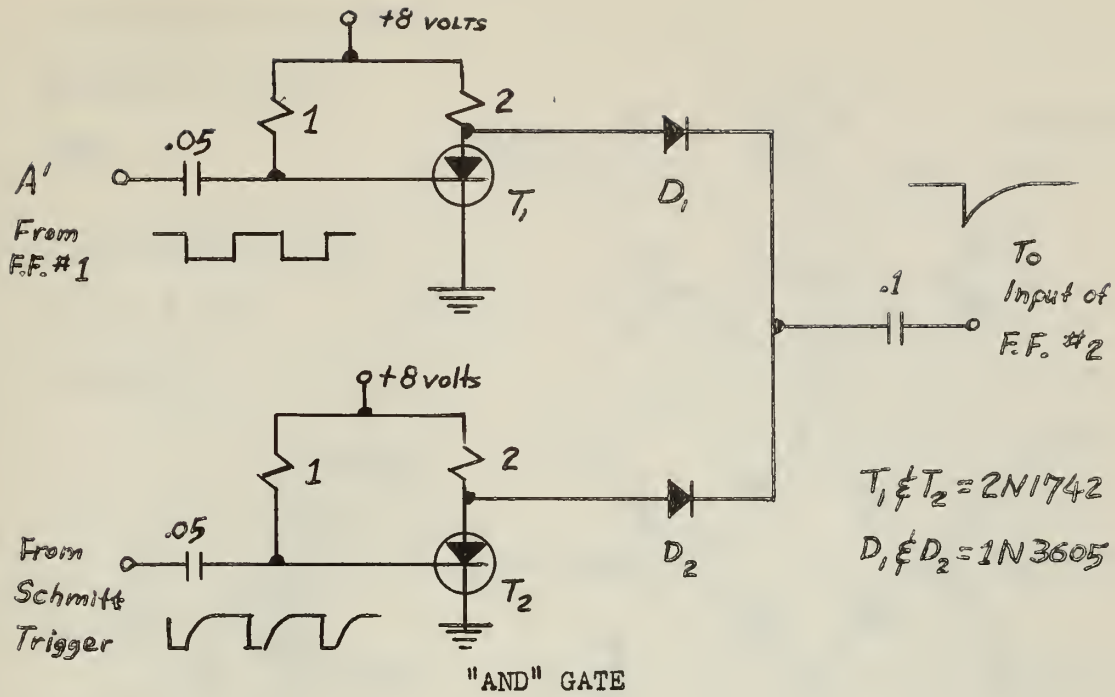 +8 VOLTS
1
2
.05
A'
From
F.F. #1
T₁
D₁
To
Input of
F.F. #2
.1
+8 volts
1
2
.05
From
Schmitt
Trigger
T₂
D₂
T₁ & T₂ = 2N1742
D₁ & D₂ = 1N3605
"AND" GATE